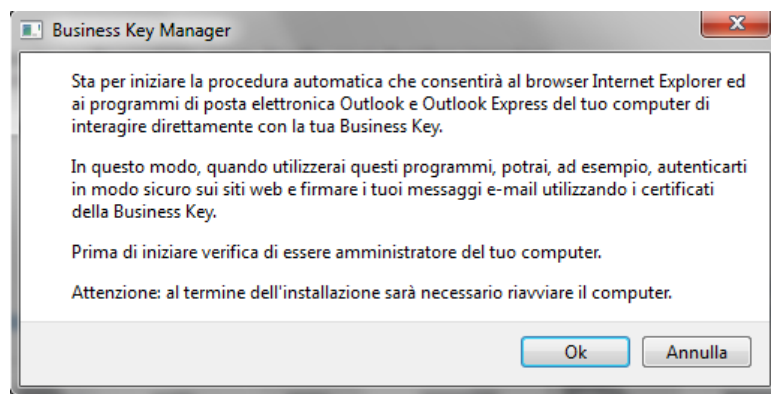 Business Key Manager
Sta per iniziare la procedura automatica che consentirà al browser Internet Explorer ed
ai programmi di posta elettronica Outlook e Outlook Express del tuo computer di
interagire direttamente con la tua Business Key.
In questo modo, quando utilizzerai questi programmi, potrai, ad esempio, autenticarti
in modo sicuro sui siti web e firmare i tuoi messaggi e-mail utilizzando i certificati
della Business Key.
Prima di iniziare verifica di essere amministratore del tuo computer.
Attenzione: al termine dell'installazione sarà necessario riavviare il computer.
Ok Annulla